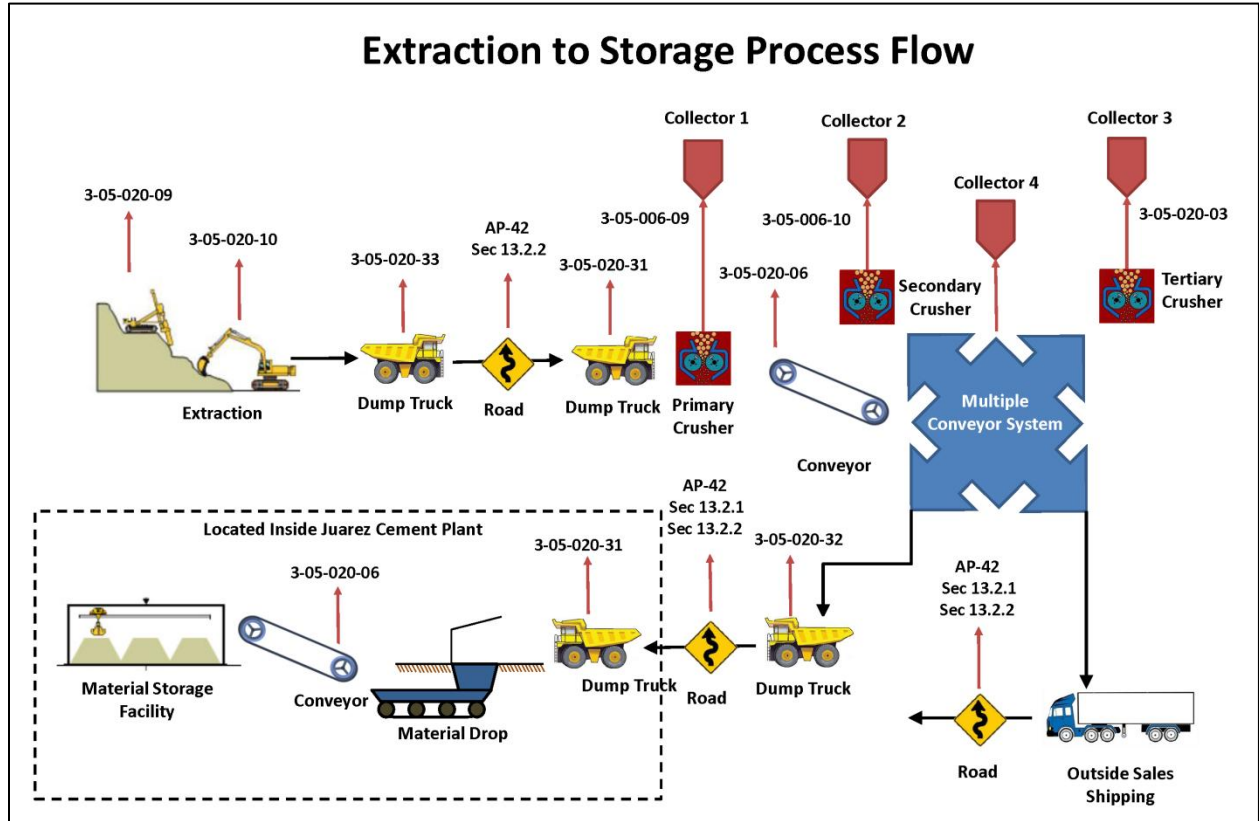 Extraction to Storage Process Flow
Collector 1
Collector 2
Collector 3
Collector 4
3-05-020-09
3-05-020-10
3-05-020-33
AP-42
Sec 13.2.2
3-05-020-31
3-05-006-09
3-05-006-10
3-05-020-03
3-05-020-06
Extraction
Dump Truck
Road
Dump Truck
Primary
Crusher
Secondary
Crusher
Tertiary
Crusher
Conveyor
Multiple
Conveyor System
Located Inside Juarez Cement Plant
3-05-020-06
3-05-020-31
AP-42
Sec 13.2.1
Sec 13.2.2
3-05-020-32
AP-42
Sec 13.2.1
Sec 13.2.2
Material Storage
Facility
Conveyor
Material Drop
Dump Truck
Road
Dump Truck
Road
Outside Sales
Shipping